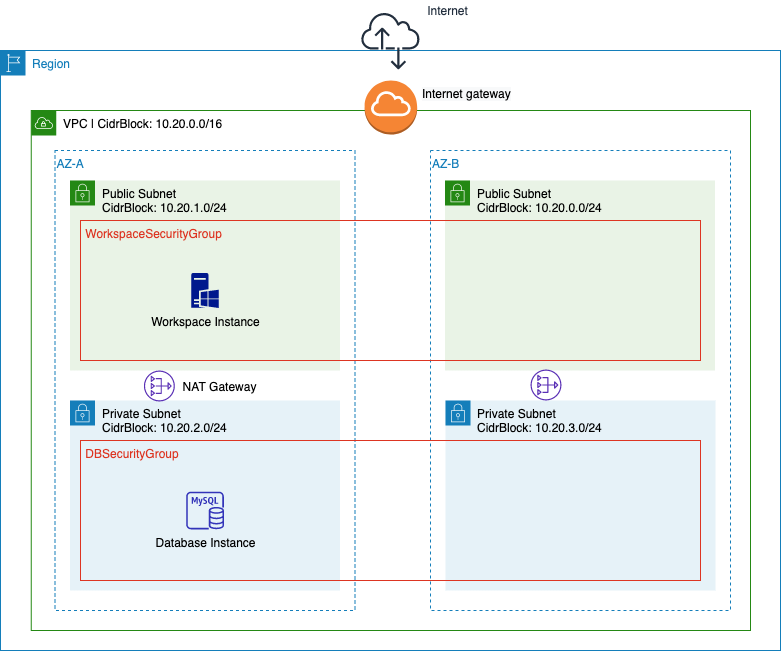 Internet
Region
Internet gateway
VPC | CidrBlock: 10.20.0.0/16
AZ-A
Public Subnet
CidrBlock: 10.20.1.0/24
WorkspaceSecurityGroup
Workspace Instance
NAT Gateway
Private Subnet
CidrBlock: 10.20.2.0/24
DBSecurityGroup
MySQL
Database Instance
AZ-B
Public Subnet
CidrBlock: 10.20.0.0/24
Private Subnet
CidrBlock: 10.20.3.0/24